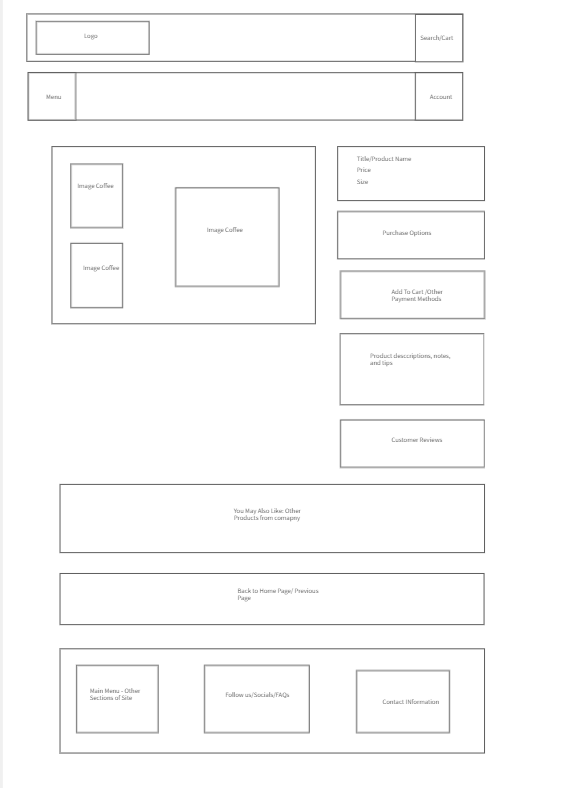 Logo
Search/Cart
Menu
Account
Image Coffee
Image Coffee
Image Coffee
Title/Product Name
Price
Size
Purchase Options
Add To Cart /Other
Payment Methods
Product desccriptions, notes,
and tips
Customer Reviews
You May Also Like: Other
Products from comapny
Back to Home Page/ Previous
Page
Main Menu - Other
Sections of Site
Follow us/Socials/FAQs
Contact INformation